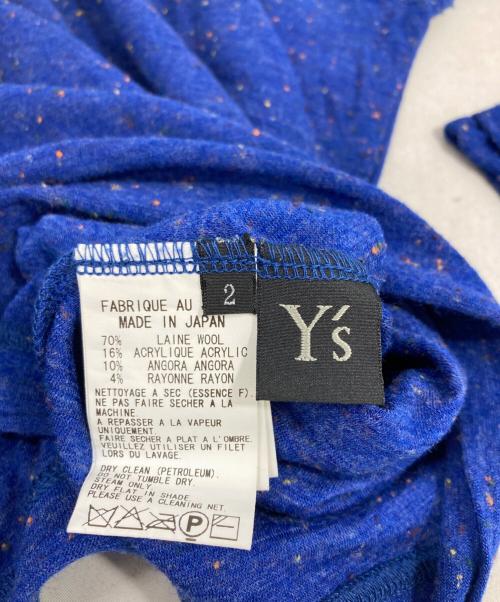 2
Y's
FABRIQUE AU
MADE IN JAPAN
70% LAINE WOOL
16% ACRYLIQUE ACRYLIC
10% ANGORA ANGORA
4% RAYONNE RAYON
NETTOYAGE A SEC (ESSENCE F).
NE PAS FAIRE SECHER A LA
MACHINE.
A REPASSER A LA VAPEUR
UNIQUEMENT.
FAIRE SECHER A PLAT A L'OMBRE.
VEUILLEZ UTILISER UN FILET
LORS DU LAVAGE.
DRY CLEAN (PETROLEUM).
DO NOT TUMBLE DRY.
STEAM ONLY.
DRY FLAT IN SHADE.
PLEASE USE A CLEANING NET.
P